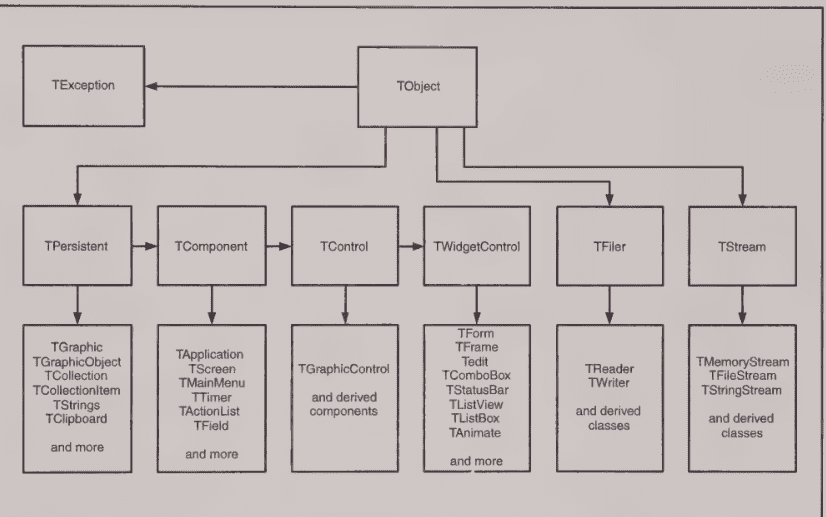 TException
TObject
TPersistent
TComponent
TControl
TWidgetControl
TFiler
TStream
TGraphic
TGraphicObject
TCollection
TCollectionItem
TStrings
TClipboard
and more
TApplication
TScreen
TMainMenu
TTimer
TActionList
TField
and more
TGraphicControl
and derived
components
TForm
TFrame
Tedit
TComboBox
TStatusBar
TListView
TListBox
TAnimate
and more
TReader
TWriter
and derived
classes
TMemoryStream
TFileStream
TStringStream
and derived
classes